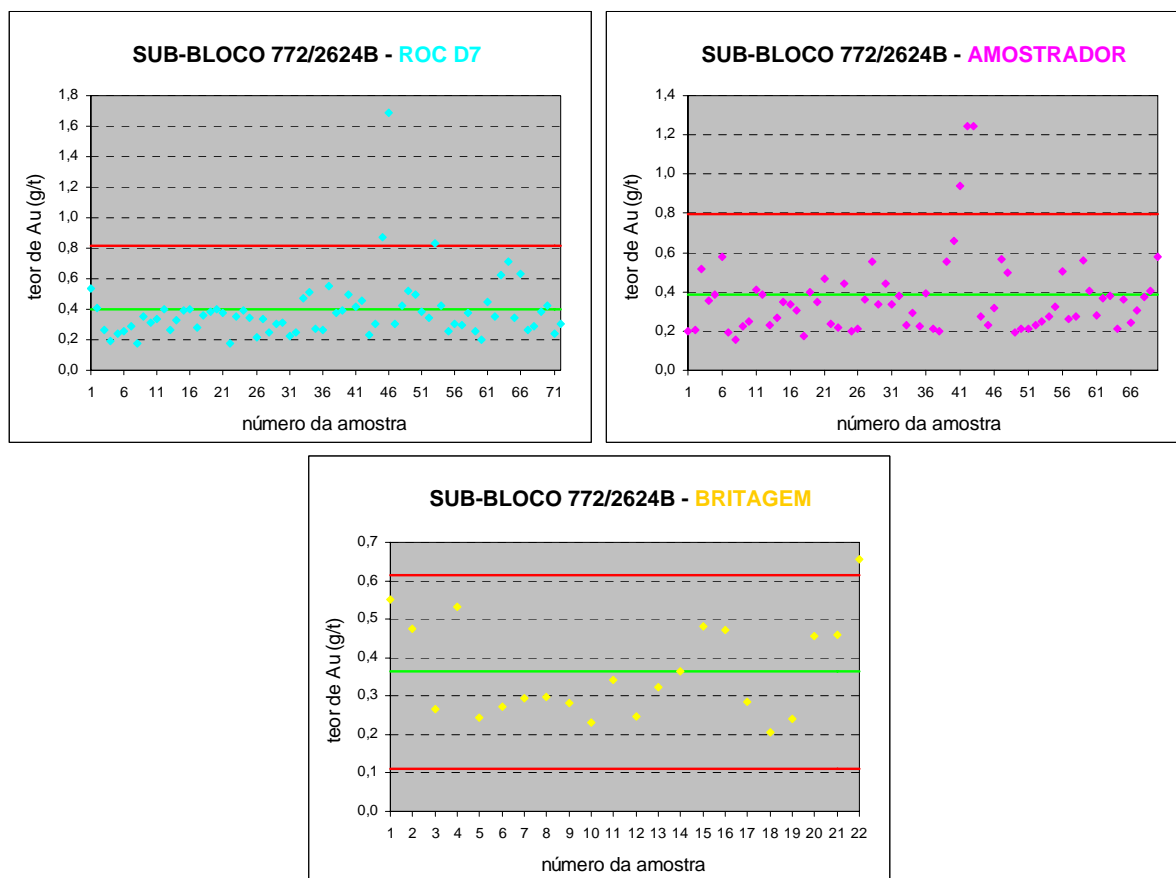 SUB-BLOCO 772/2624B - ROC D7
1,8
1,6
1,4
1,2
1,0
0,8
0,6
0,4
0,2
0,0
teor de Au (g/t)
1 6 11 16 21 26 31 36 41 46 51 56 61 66 71
número da amostra
SUB-BLOCO 772/2624B - AMOSTRADOR
1,4
1,2
1,0
0,8
0,6
0,4
0,2
0,0
teor de Au (g/t)
1 6 11 16 21 26 31 36 41 46 51 56 61 66
número da amostra
SUB-BLOCO 772/2624B - BRITAGEM
0,7
0,6
0,5
0,4
0,3
0,2
0,1
0,0
teor de Au (g/t)
1 2 3 4 5 6 7 8 9 10 11 12 13 14 15 16 17 18 19 20 21 22
número da amostra